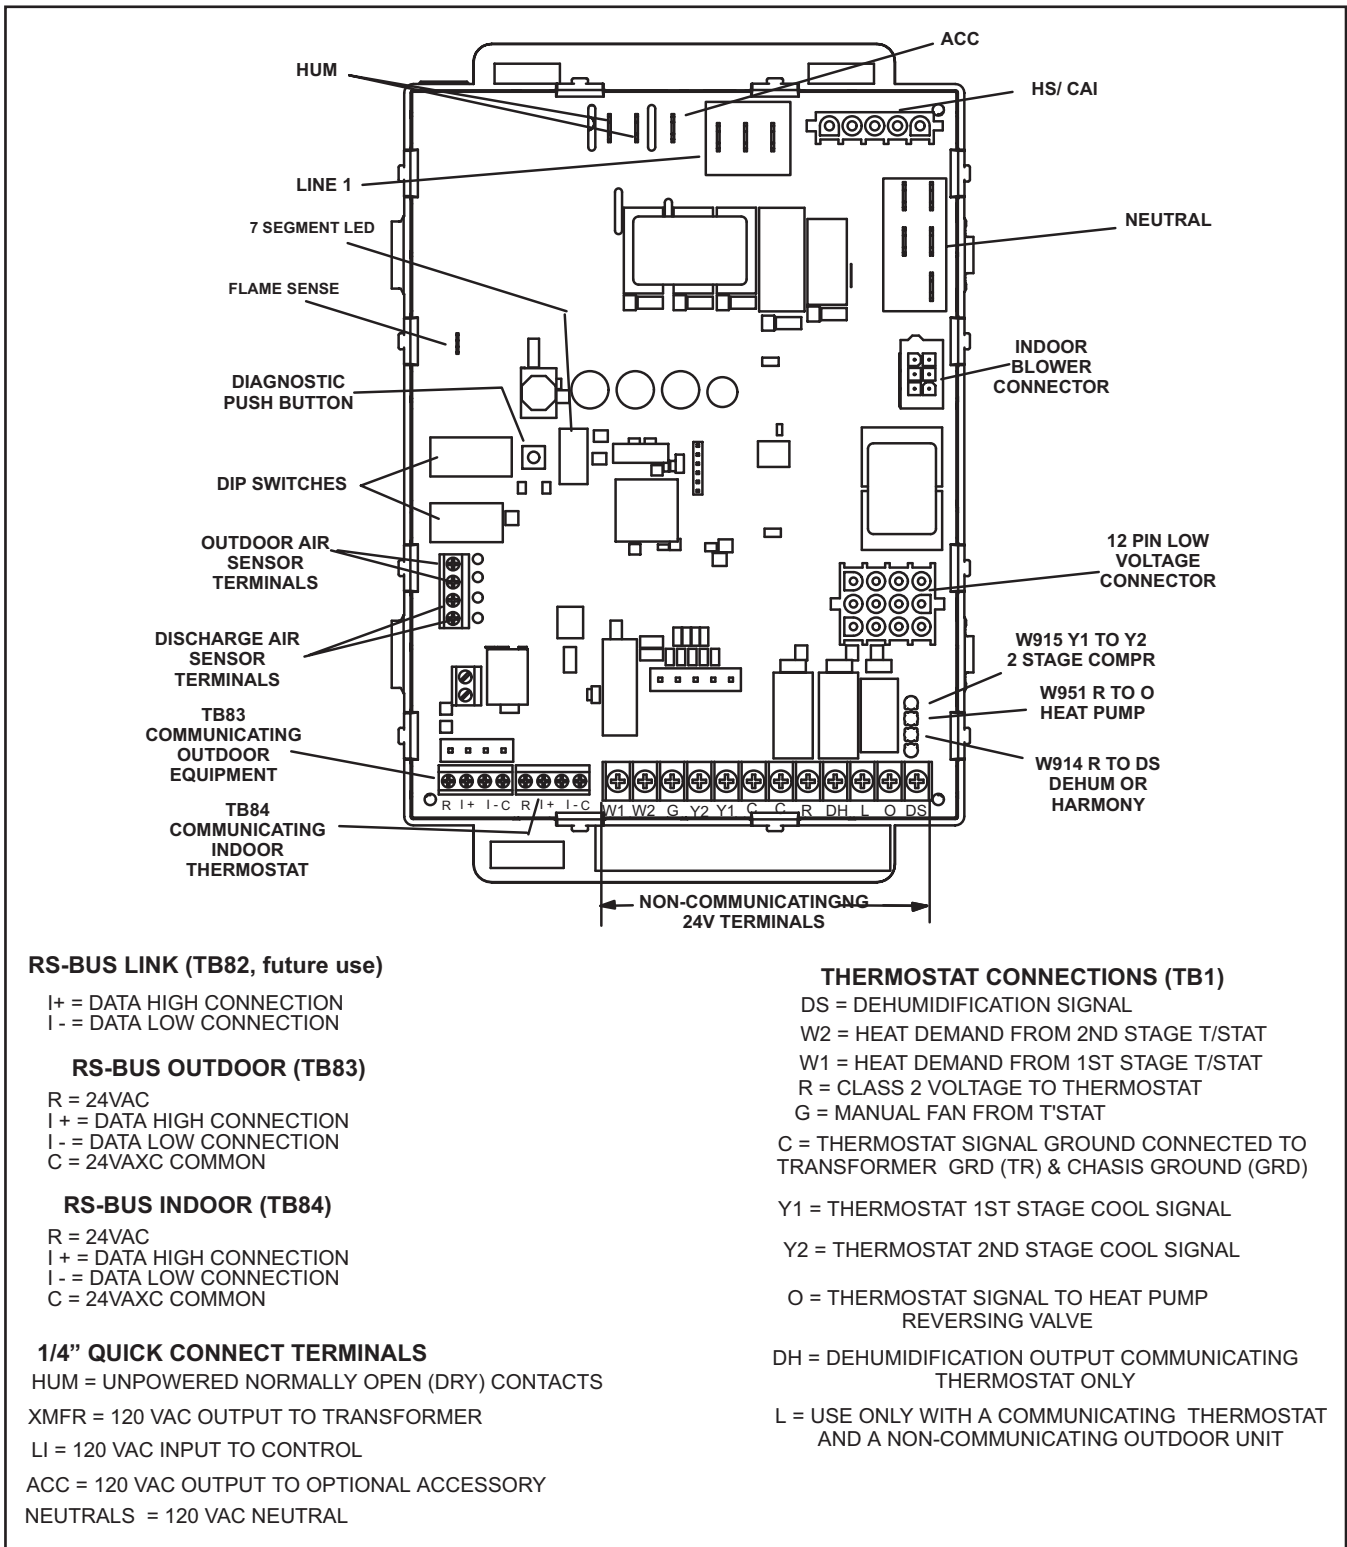 ACC
HUM
HS/ CAI
LINE 1
7 SEGMENT LED
NEUTRAL
FLAME SENSE
INDOOR
BLOWER
CONNECTOR
DIAGNOSTIC
PUSH BUTTON
DIP SWITCHES
OUTDOOR AIR
SENSOR
TERMINALS
12 PIN LOW
VOLTAGE
CONNECTOR
DISCHARGE AIR
SENSOR
TERMINALS
W915 Y1 TO Y2
2 STAGE COMPR
W951 R TO O
HEAT PUMP
TB83
COMMUNICATING
OUTDOOR
EQUIPMENT
W914 R TO DS
DEHUM OR
HARMONY
R I+ I - C R I + I - C W1 W2 G Y2 Y1 C C R DH L O DS
TB84
COMMUNICATING
INDOOR
THERMOSTAT
NON-COMMUNICATINGNG
24V TERMINALS
RS-BUS LINK (TB82, future use)
I+ = DATA HIGH CONNECTION
I - = DATA LOW CONNECTION
RS-BUS OUTDOOR (TB83)
R = 24VAC
I + = DATA HIGH CONNECTION
I - = DATA LOW CONNECTION
C = 24VAXC COMMON
RS-BUS INDOOR (TB84)
R = 24VAC
I + = DATA HIGH CONNECTION
I - = DATA LOW CONNECTION
C = 24VAXC COMMON
1/4” QUICK CONNECT TERMINALS
HUM = UNPOWERED NORMALLY OPEN (DRY) CONTACTS
XMFR = 120 VAC OUTPUT TO TRANSFORMER
LI = 120 VAC INPUT TO CONTROL
ACC = 120 VAC OUTPUT TO OPTIONAL ACCESSORY
NEUTRALS = 120 VAC NEUTRAL
THERMOSTAT CONNECTIONS (TB1)
DS = DEHUMIDIFICATION SIGNAL
W2 = HEAT DEMAND FROM 2ND STAGE T/STAT
W1 = HEAT DEMAND FROM 1ST STAGE T/STAT
R = CLASS 2 VOLTAGE TO THERMOSTAT
G = MANUAL FAN FROM T'STAT
C = THERMOSTAT SIGNAL GROUND CONNECTED TO
TRANSFORMER GRD (TR) & CHASIS GROUND (GRD)
Y1 = THERMOSTAT 1ST STAGE COOL SIGNAL
Y2 = THERMOSTAT 2ND STAGE COOL SIGNAL
O = THERMOSTAT SIGNAL TO HEAT PUMP
REVERSING VALVE
DH = DEHUMIDIFICATION OUTPUT COMMUNICATING
THERMOSTAT ONLY
L = USE ONLY WITH A COMMUNICATING THERMOSTAT
AND A NON-COMMUNICATING OUTDOOR UNIT